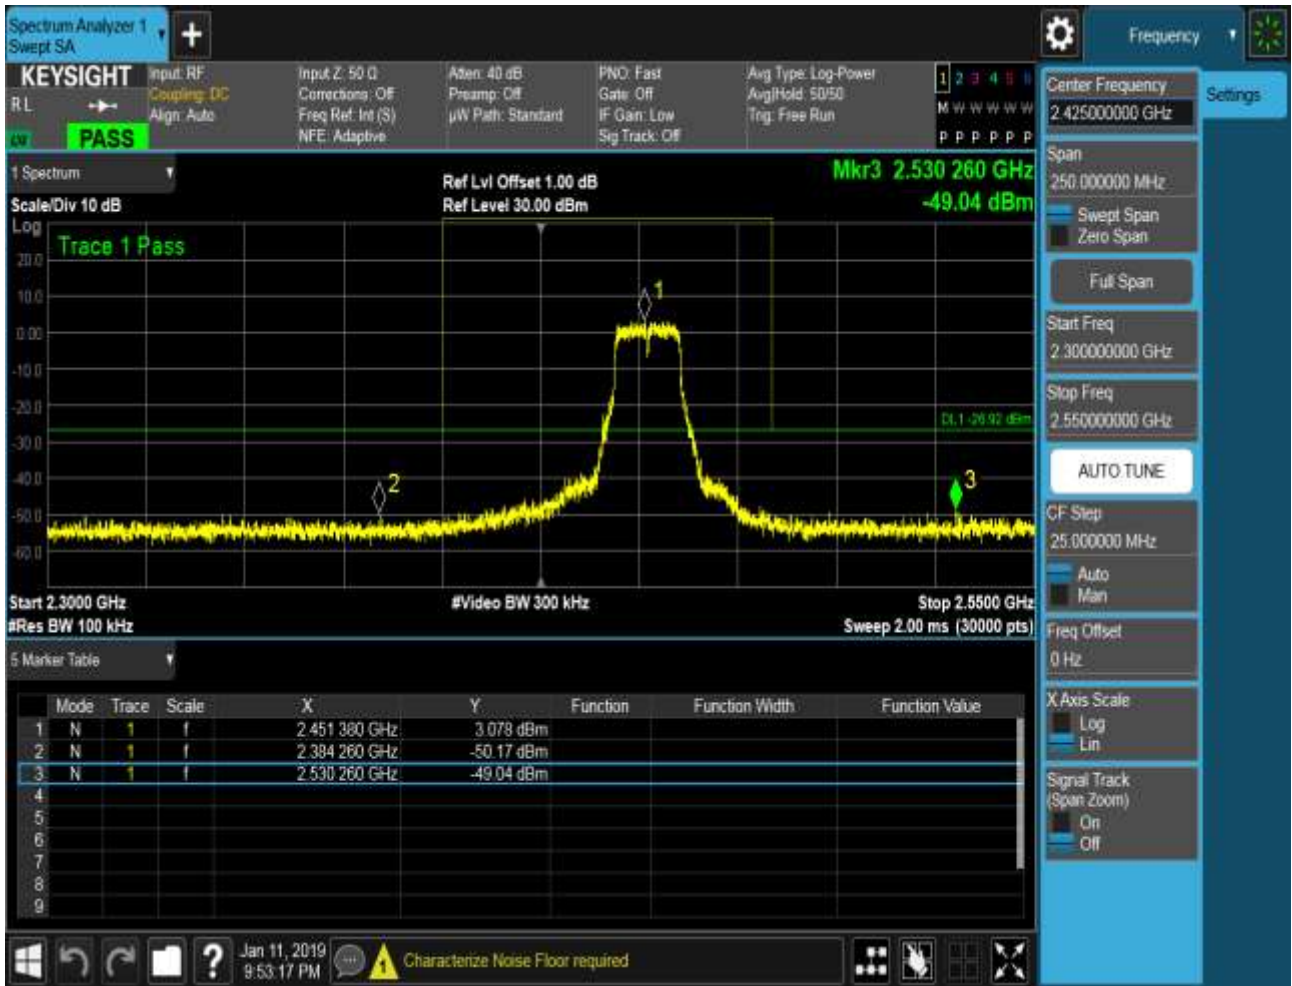 Spectrum Analyzer 1
Swept SA
Frequency
KEYSIGHT
R L
PASS
Input: RF
Coupling: DC
Align: Auto
Input Z: 50 Ω
Corrections: Off
Freq Ref: Int (S)
NFE: Adaptive
Atten: 40 dB
Preamp: Off
µW Path: Standard
PNO: Fast
Gate: Off
IF Gain: Low
Sig Track: Off
Avg Type: Log-Power
Avg|Hold: 50/50
Trig: Free Run
1 2 3 4 5 6
M W W W W W
P P P P P P
1 Spectrum
Scale/Div 10 dB
Ref Lvl Offset 1.00 dB
Ref Level 30.00 dBm
Mkr3 2.530 260 GHz
-49.04 dBm
Log
Trace 1 Pass
20.0
10.0
0.00
-10.0
-20.0
-30.0
-40.0
-50.0
-60.0
1
2
3
DL1 -26.92 dBm
Start 2.3000 GHz
#Video BW 300 kHz
Stop 2.5500 GHz
#Res BW 100 kHz
Sweep 2.00 ms (30000 pts)
5 Marker Table
Mode Trace Scale X Y Function Function Width Function Value
1 N 1 f 2.451 380 GHz 3.078 dBm
2 N 1 f 2.384 260 GHz -50.17 dBm
3 N 1 f 2.530 260 GHz -49.04 dBm
4
5
6
7
8
9
?
Jan 11, 2019
9:53:17 PM
1
Characterize Noise Floor required
Center Frequency
2.425000000 GHz
Settings
Span
250.000000 MHz
Swept Span
Zero Span
Full Span
Start Freq
2.300000000 GHz
Stop Freq
2.550000000 GHz
AUTO TUNE
CF Step
25.000000 MHz
Auto
Man
Freq Offset
0 Hz
X Axis Scale
Log
Lin
Signal Track
(Span Zoom)
On
Off